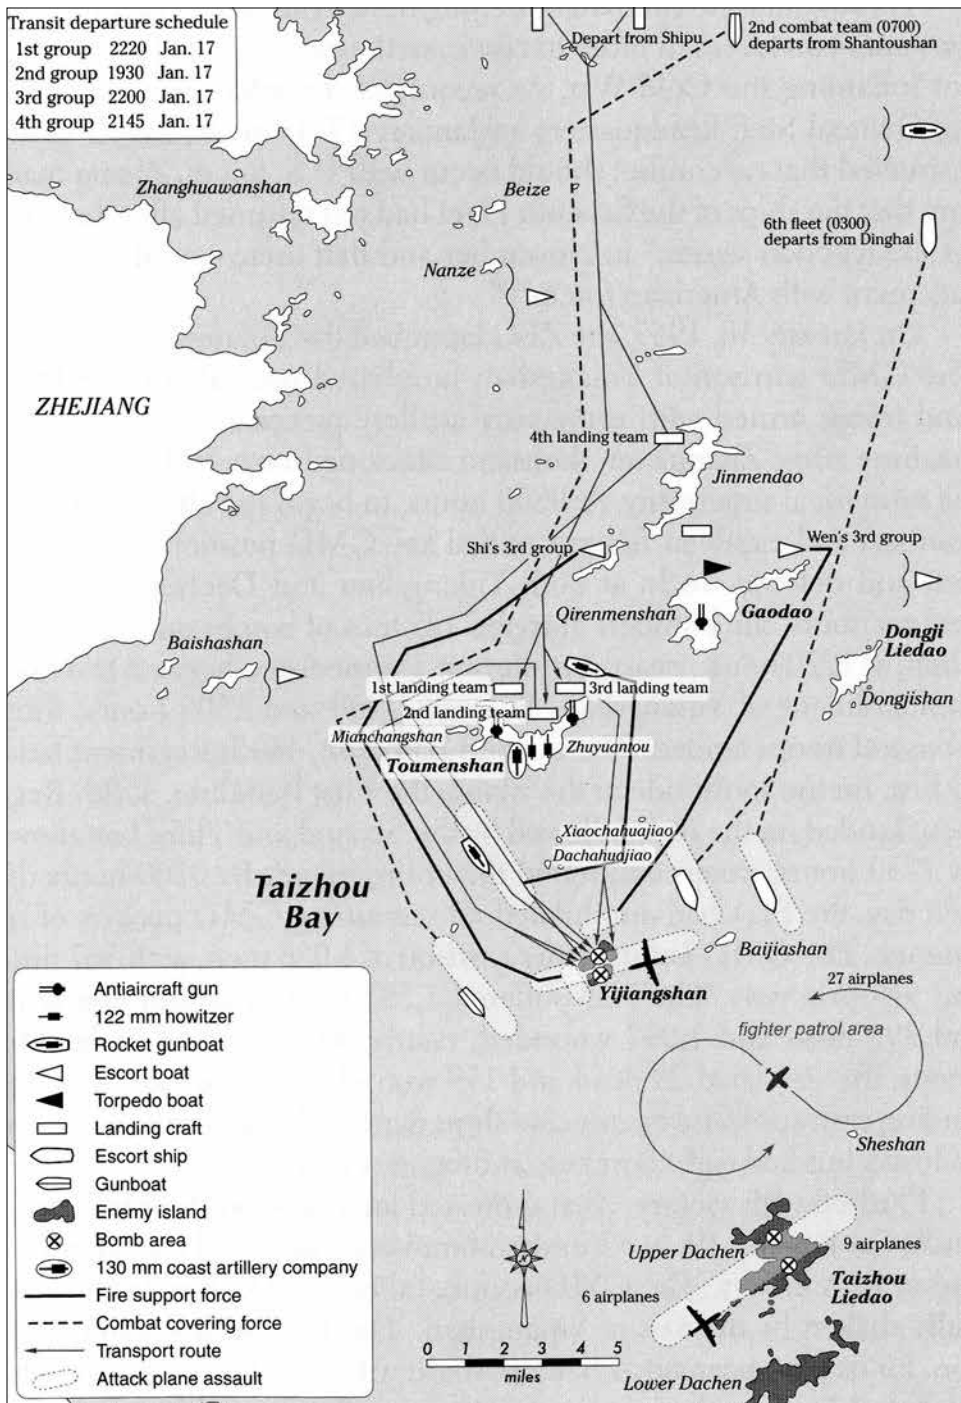 Transit departure schedule
1st group 2220 Jan. 17
2nd group 1930 Jan. 17
3rd group 2200 Jan. 17
4th group 2145 Jan. 17
Depart from Shipu
2nd combat team (0700)
departs from Shantoushan
Zhanghuawanshan
Beize
6th fleet (0300)
departs from Dinghai
Nanze
ZHEJIANG
4th landing team
Jinmendao
Shi's 3rd group
Wen's 3rd group
Qirenmenshan
Gaodao
Baishashan
Dongji
Liedao
Dongjishan
1st landing team
3rd landing team
2nd landing team
Mianchangshan
Zhuyuantou
Toumenshan
Xiaochahuajiao
Dachahuajiao
Taizhou
Bay
Baijiashan
Yijiangshan
27 airplanes
fighter patrol area
Sheshan
Antiaircraft gun
122 mm howitzer
Rocket gunboat
Escort boat
Torpedo boat
Landing craft
Escort ship
Gunboat
Enemy island
Bomb area
130 mm coast artillery company
Fire support force
Combat covering force
Transport route
Attack plane assault
Upper Dachen
9 airplanes
Taizhou
Liedao
6 airplanes
0 1 2 3 4 5
miles
Lower Dachen